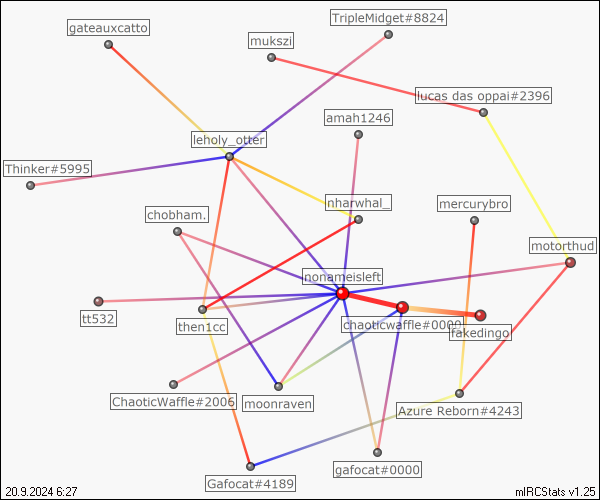 TripleMidget#8824
gateauxcatto
mukszi
lucas das oppai#2396
amah1246
leholy_otter
Thinker#5995
nharwhal_
mercurybro
chobham.
motorthud
nonameisleft
tt532
then1cc
chaoticwaffle#0000
fakedingo
ChaoticWaffle#2006
moonraven
Azure Reborn#4243
gafocat#0000
Gafocat#4189
20.9.2024 6:27
mIRCStats v1.25